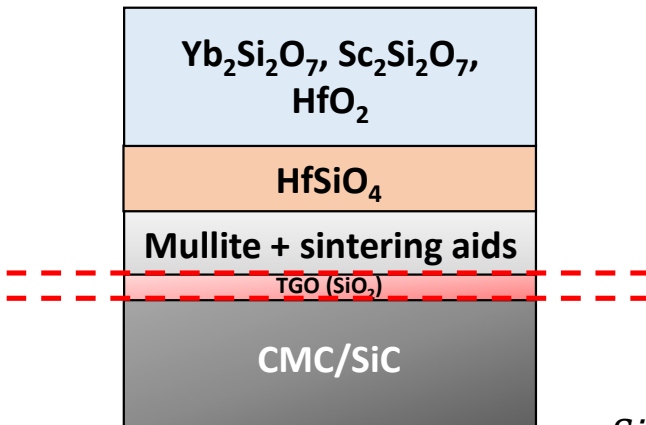 Yb₂Si₂O₇, Sc₂Si₂O₇,
HfO₂
HfSiO₄
Mullite + sintering aids
TGO (SiO₂)
CMC/SiC